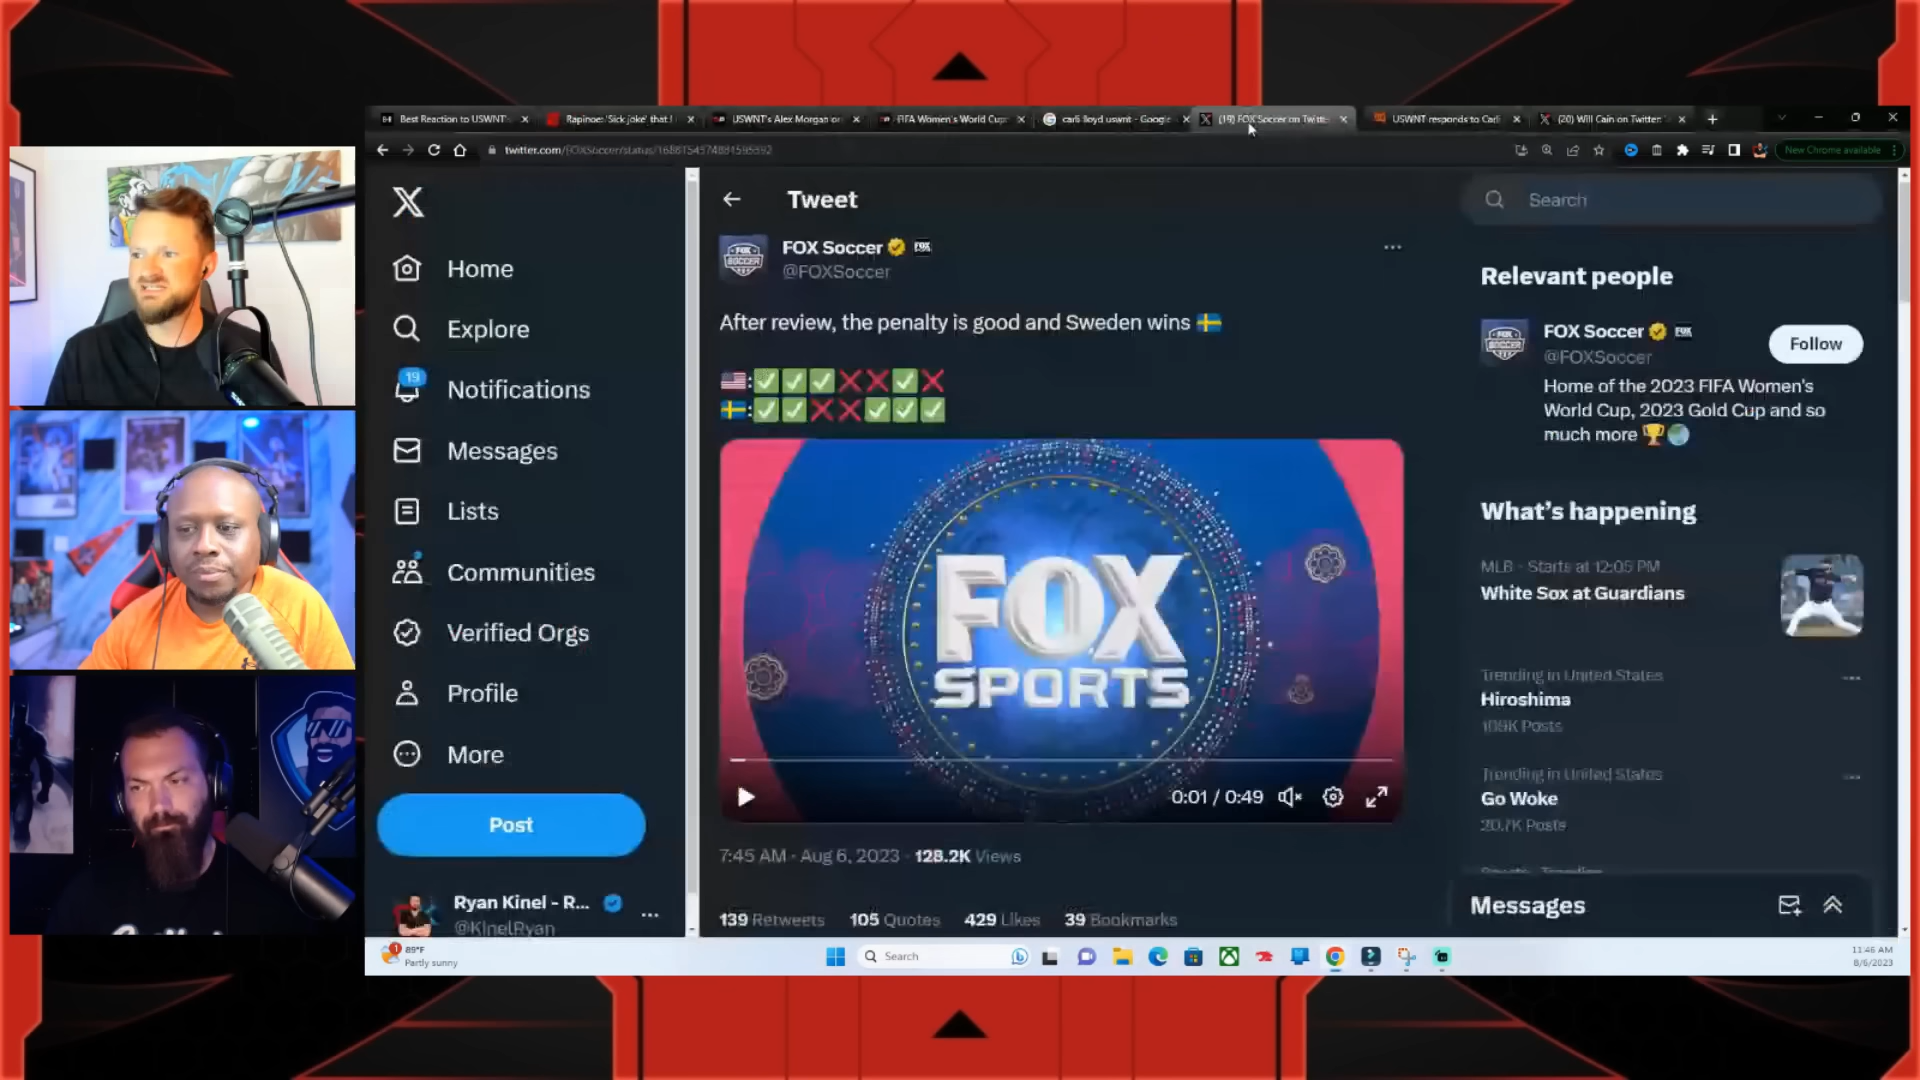 Best Reaction to USWNT's
Rapinoe: 'Sick joke' that I
USWNT's Alex Morgan on
FIFA Women's World Cup:
carli lloyd uswnt - Google
(19) FOX Soccer on Twitte
USWNT responds to Carli
(20) Will Cain on Twitter
New Chrome available
X
Home
Explore
19
Notifications
Messages
Lists
Communities
Verified Orgs
Profile
More
Post
Ryan Kinel - R...
@KinelRyan
Tweet
FOX Soccer
@FOXSoccer
After review, the penalty is good and Sweden wins
FOX
SPORTS
0:01 / 0:49
7:45 AM · Aug 6, 2023 · 128.2K Views
139 Retweets 105 Quotes 429 Likes 39 Bookmarks
Search
Relevant people
FOX Soccer
@FOXSoccer
Follow
Home of the 2023 FIFA Women's
World Cup, 2023 Gold Cup and so
much more
What's happening
MLB · Starts at 12:05 PM
White Sox at Guardians
Trending in United States
Hiroshima
109K Posts
Trending in United States
Go Woke
20.7K Posts
Messages
89°F
Partly sunny
Search
11:46 AM
8/6/2023